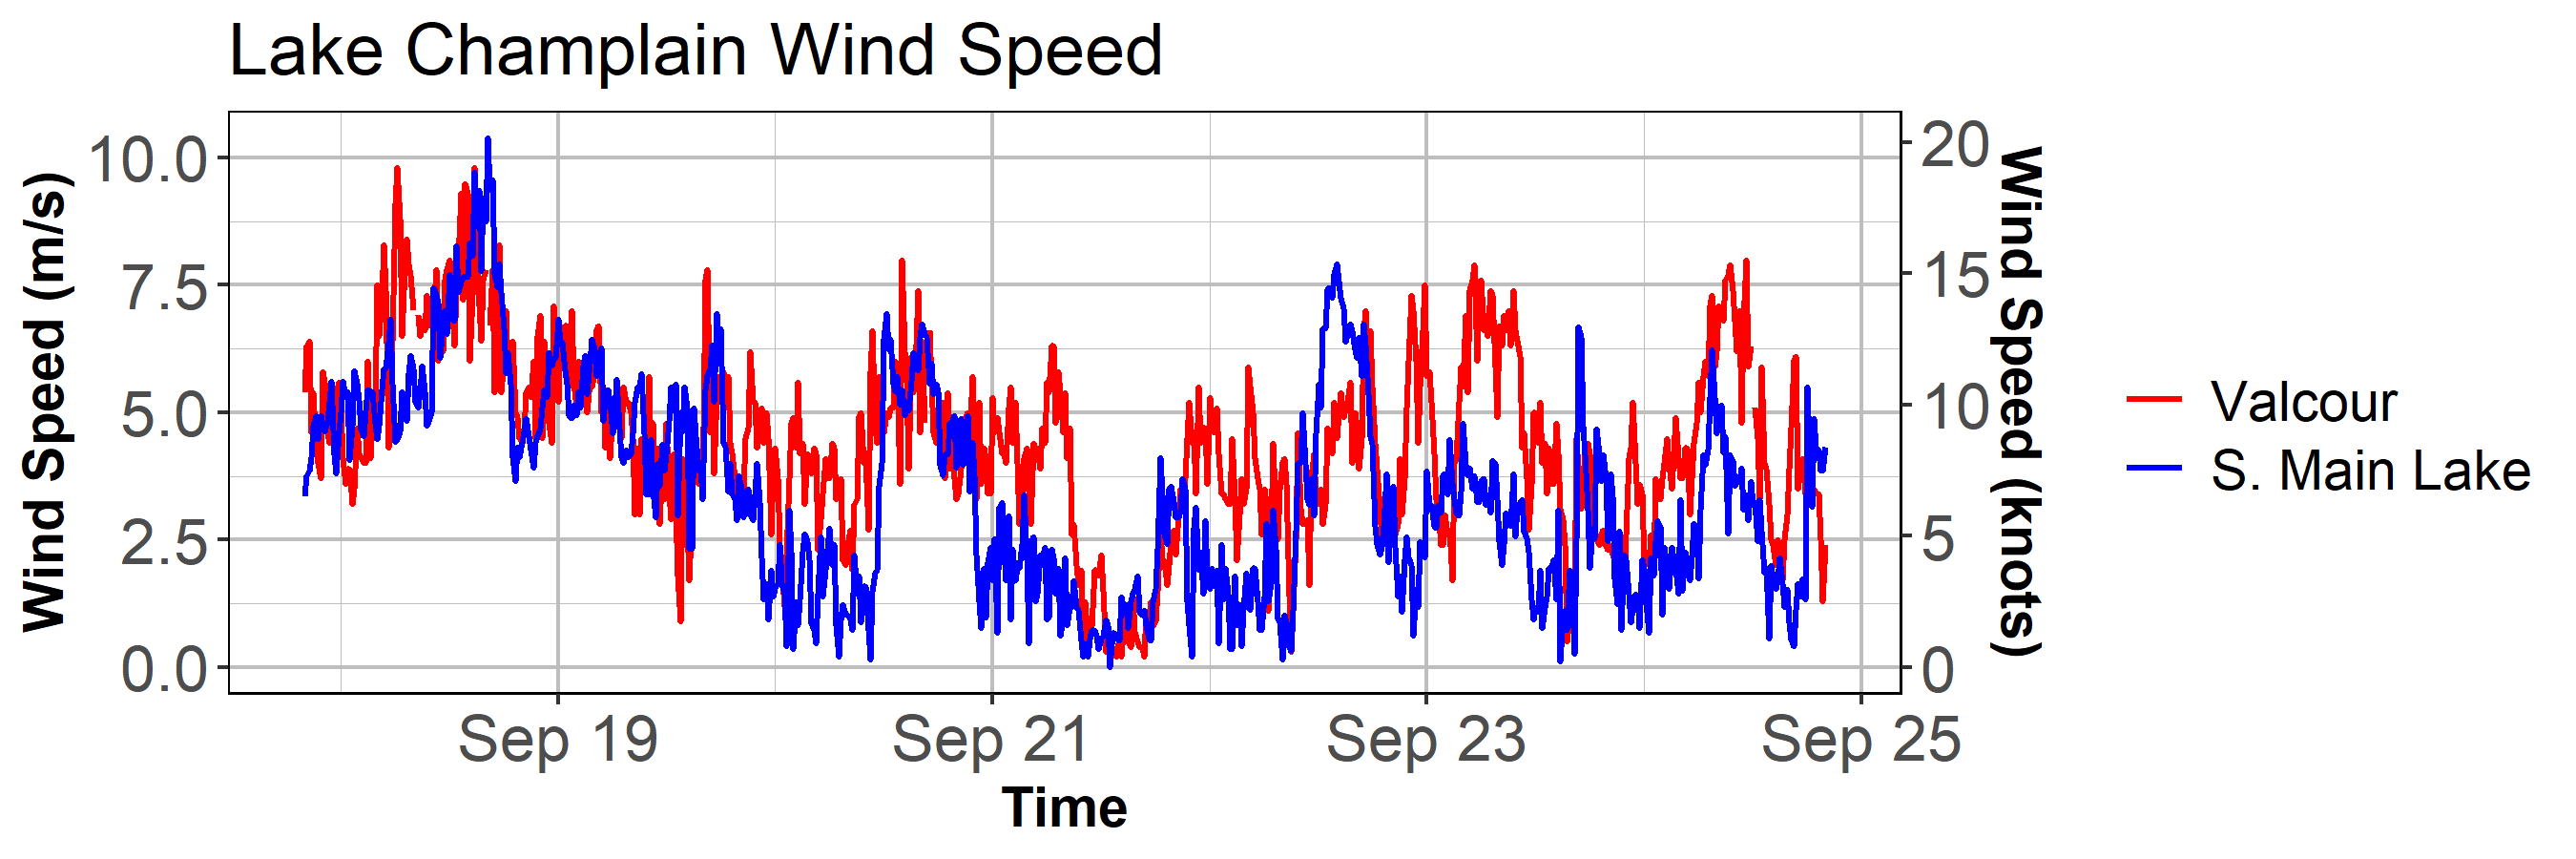 Lake Champlain Wind Speed
Wind Speed (m/s)
10.0
7.5
5.0
2.5
0.0
20
15
10
5
0
Wind Speed (knots)
Sep 19
Sep 21
Sep 23
Sep 25
Time
Valcour
S. Main Lake